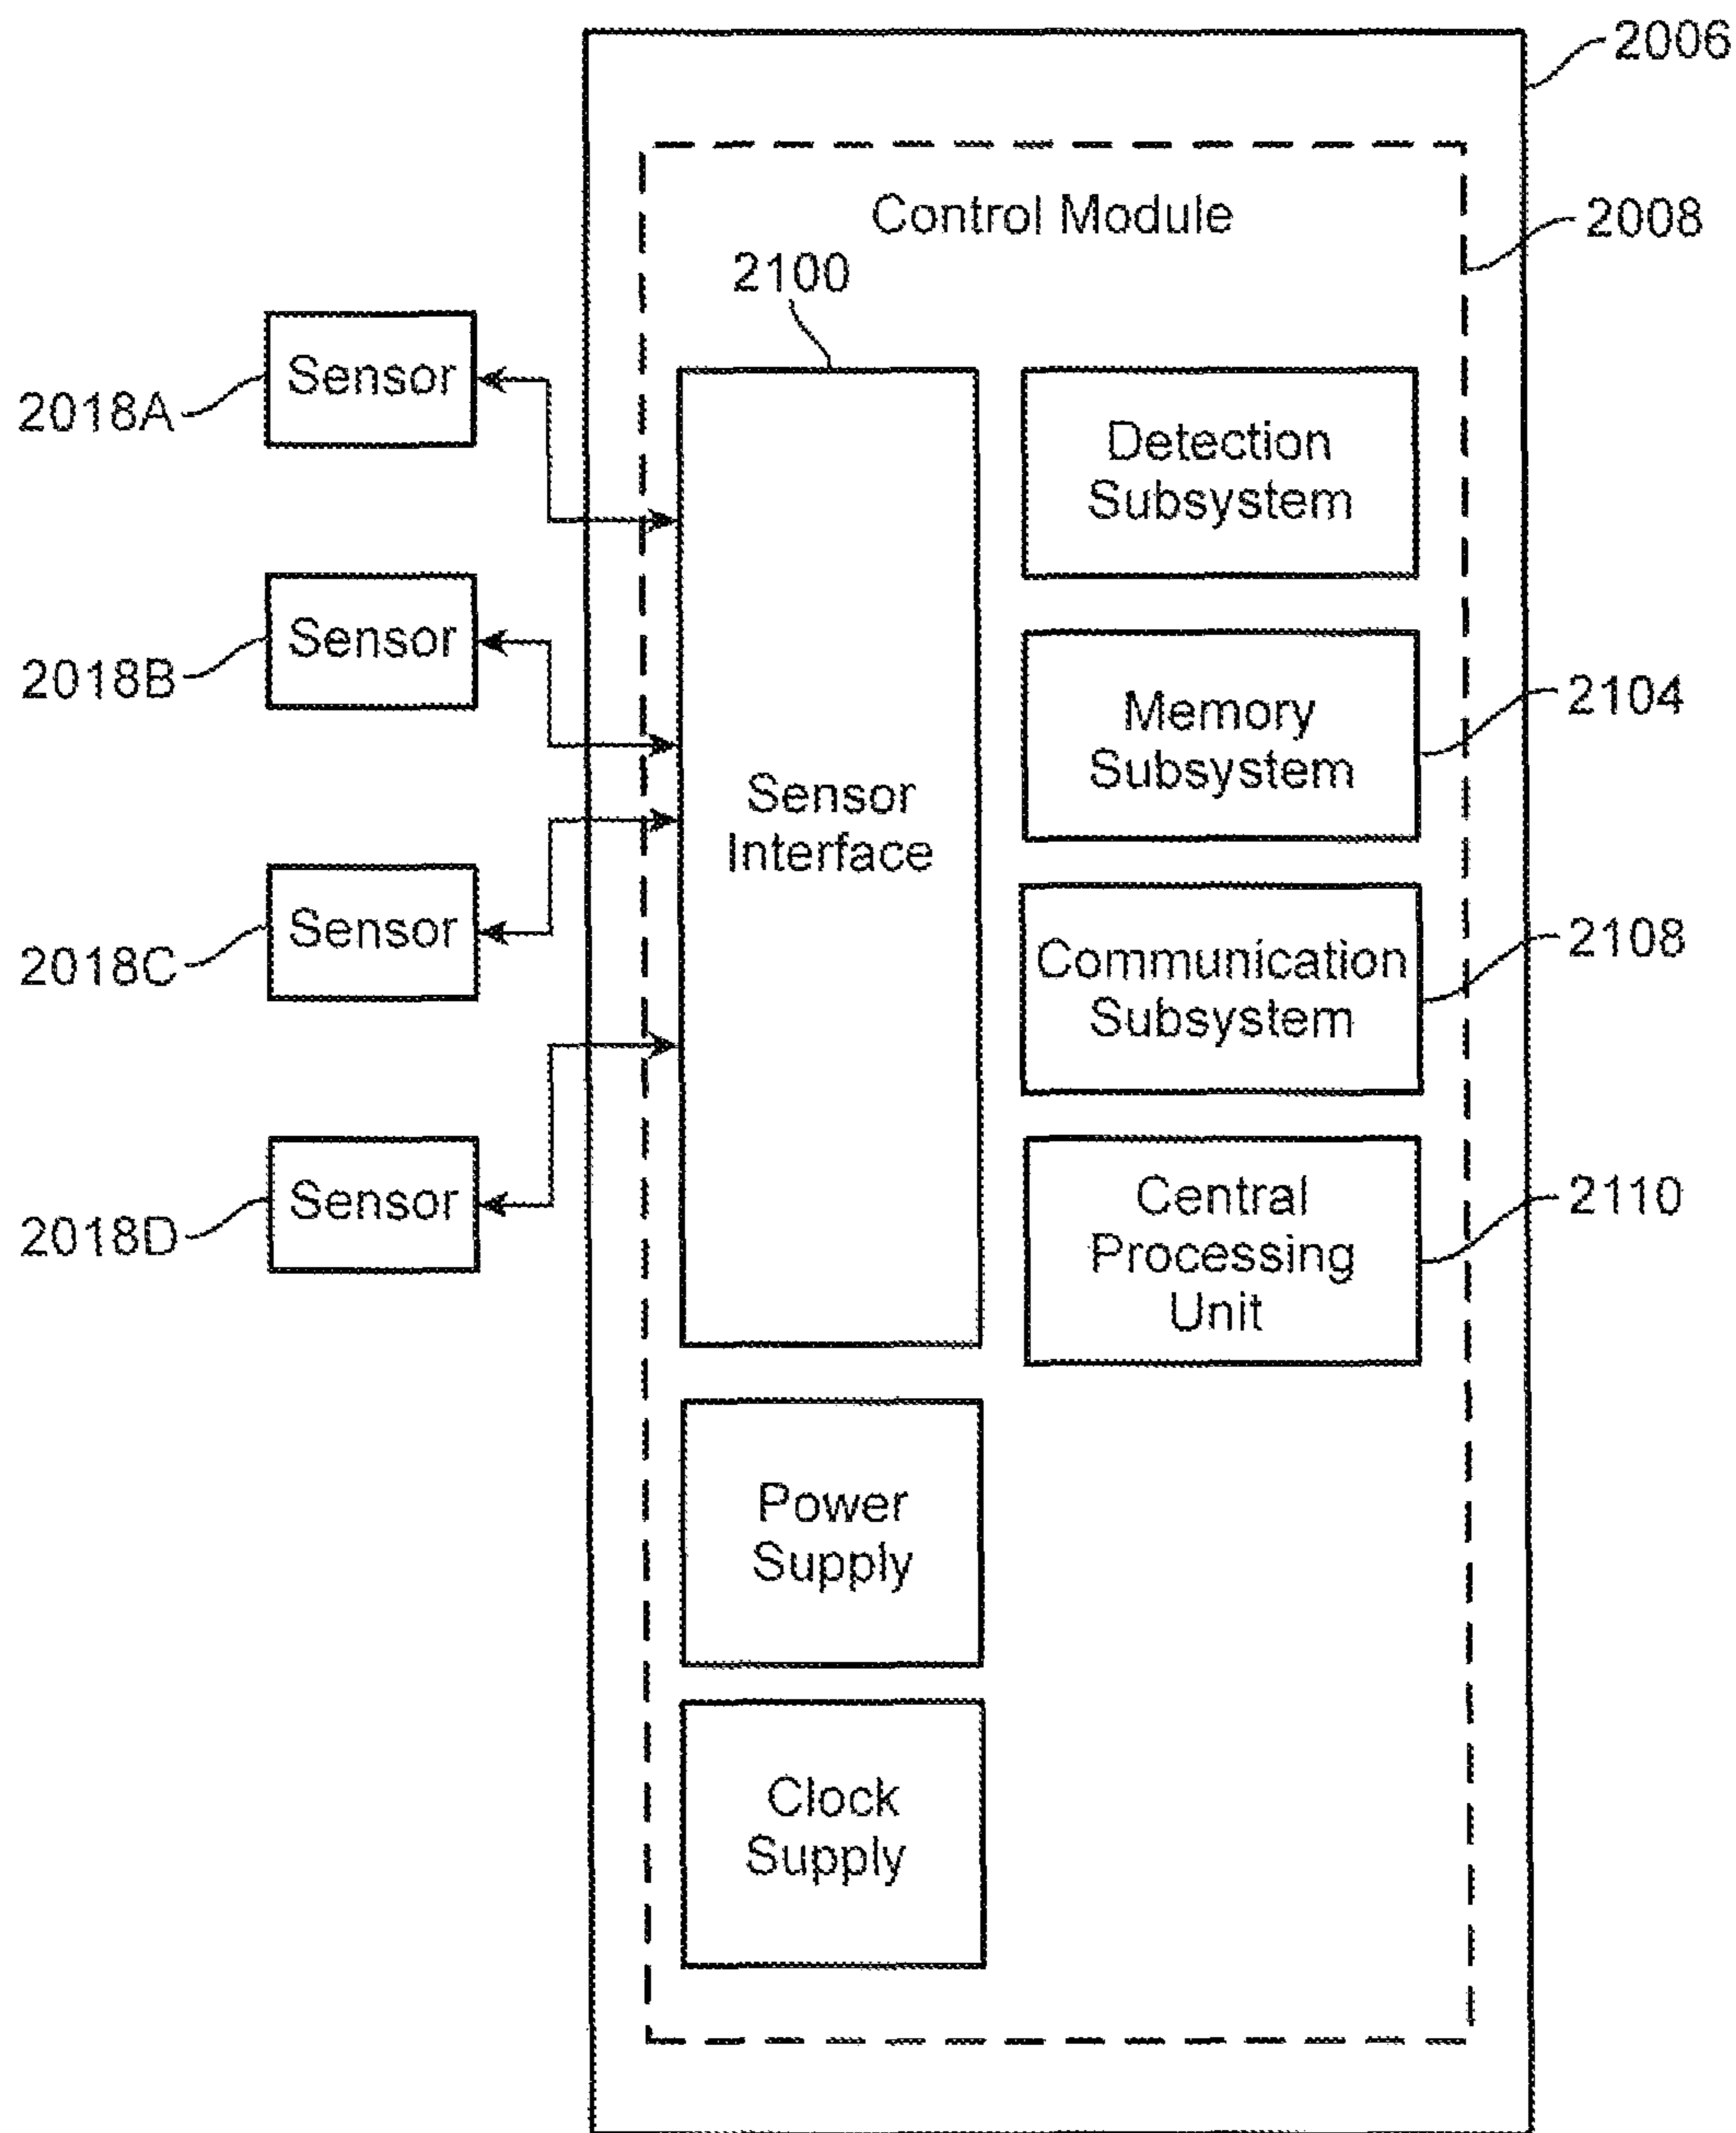 2006
Control Module
2008
2100
Sensor
2018A
Detection
Subsystem
Sensor
2018B
Memory
Subsystem
2104
Sensor
Interface
Sensor
2018C
Communication
Subsystem
2108
Sensor
2018D
Central
Processing
Unit
2110
Power
Supply
Clock
Supply